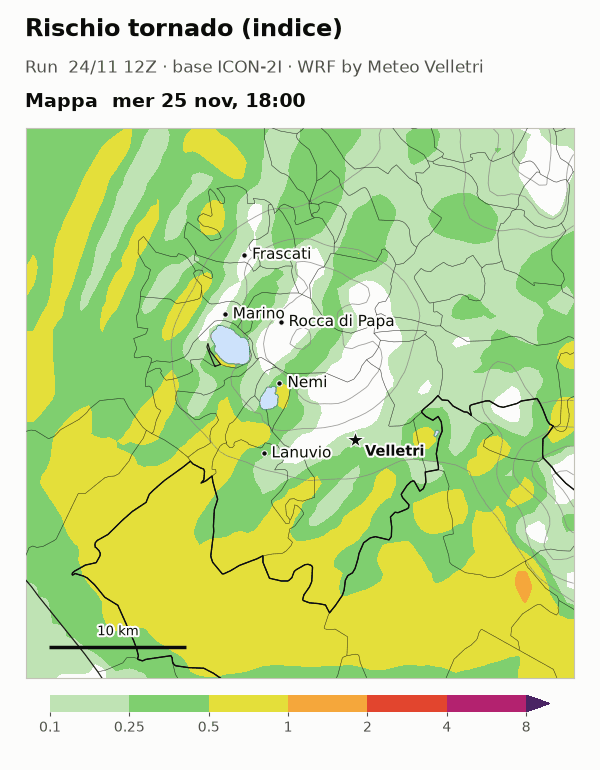 Rischio tornado (indice)
Run 24/11 12Z · base ICON-2I · WRF by Meteo Velletri
Mappa mer 25 nov, 18:00
Frascati
Marino
Rocca di Papa
Nemi
Velletri
Lanuvio
10 km
0.1 0.25 0.5 1 2 4 8